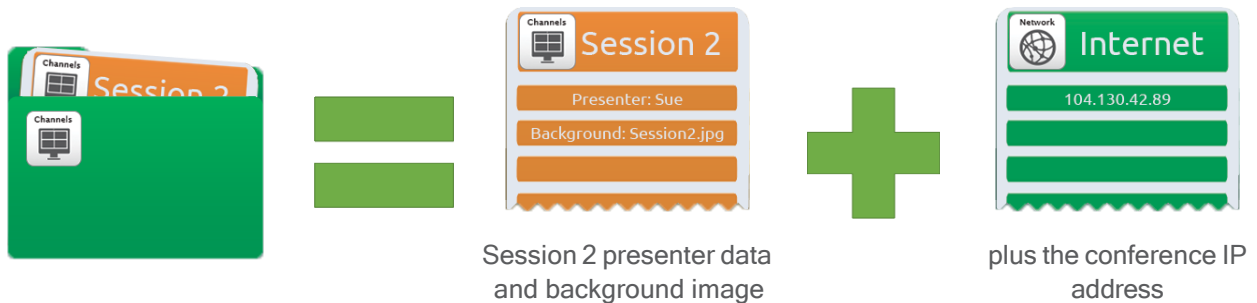 Channels
Session 2
Channels
Channels
Session 2
Presenter: Sue
Background: Session2.jpg
Session 2 presenter data
and background image
Network
Internet
104.130.42.89
plus the conference IP
address